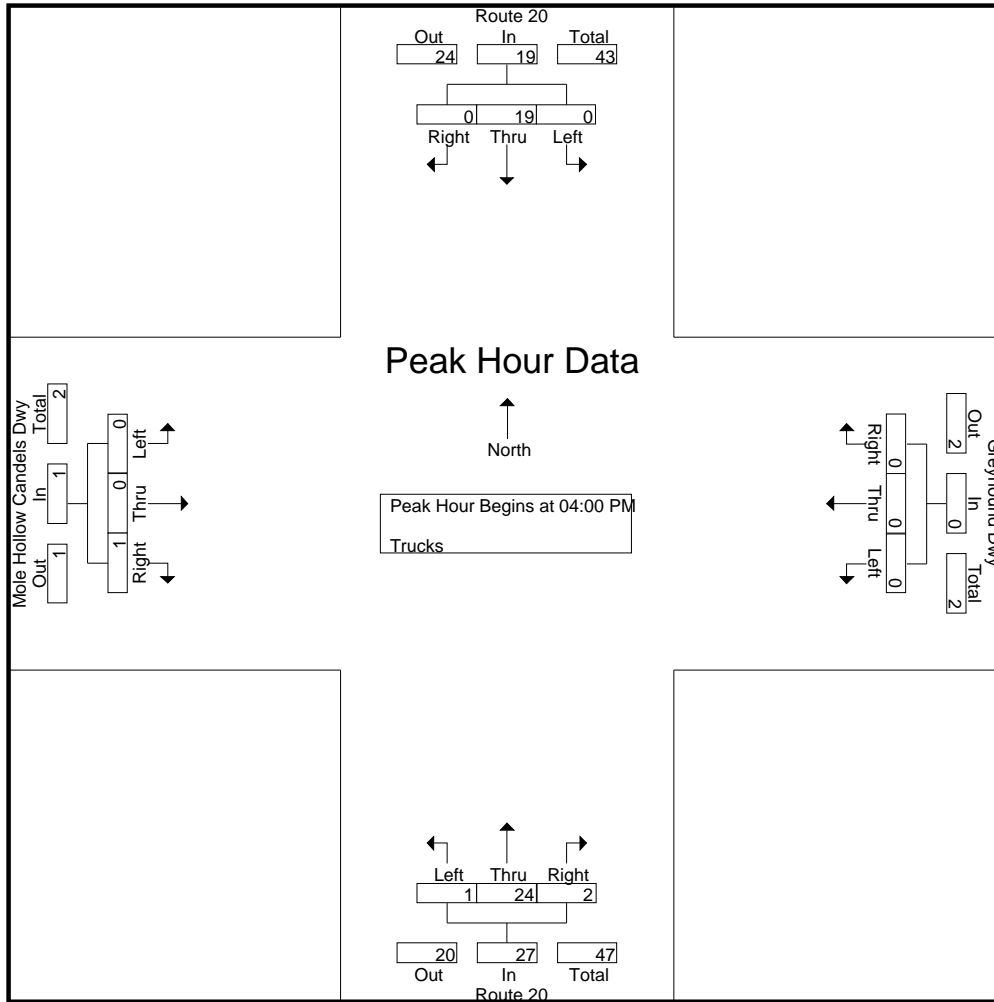 Route 20
Out In Total
24 19 43
0 19 0
Right Thru Left
Peak Hour Data
North
Peak Hour Begins at 04:00 PM
Trucks
Mole Hollow Candels Dwy
Total In Out
2 1 1
0 0 1
Left Thru Right
Right Thru Left
0 0 0
2 0 2
Out In Total
Greyhound Dwy
Left Thru Right
1 24 2
20 27 47
Out In Total
Route 20